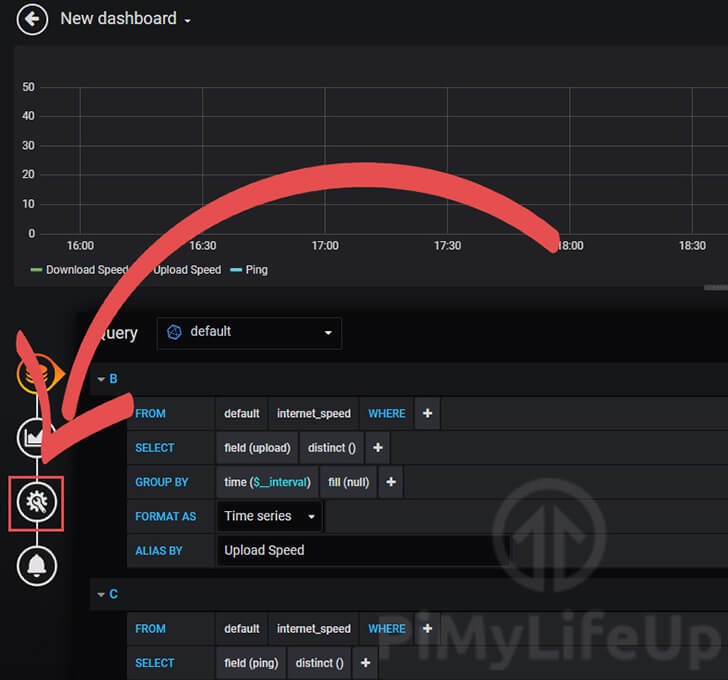 New dashboard
50
40
30
20
10
0
16:00 16:30 17:00 17:30 18:00 18:30
Download Speed Upload Speed Ping
Query default
B
FROM default internet_speed WHERE +
SELECT field (upload) distinct () +
GROUP BY time ($__interval) fill (null) +
FORMAT AS Time series
ALIAS BY Upload Speed
C
FROM default internet_speed WHERE +
SELECT field (ping) distinct () +
PiMyLifeUp